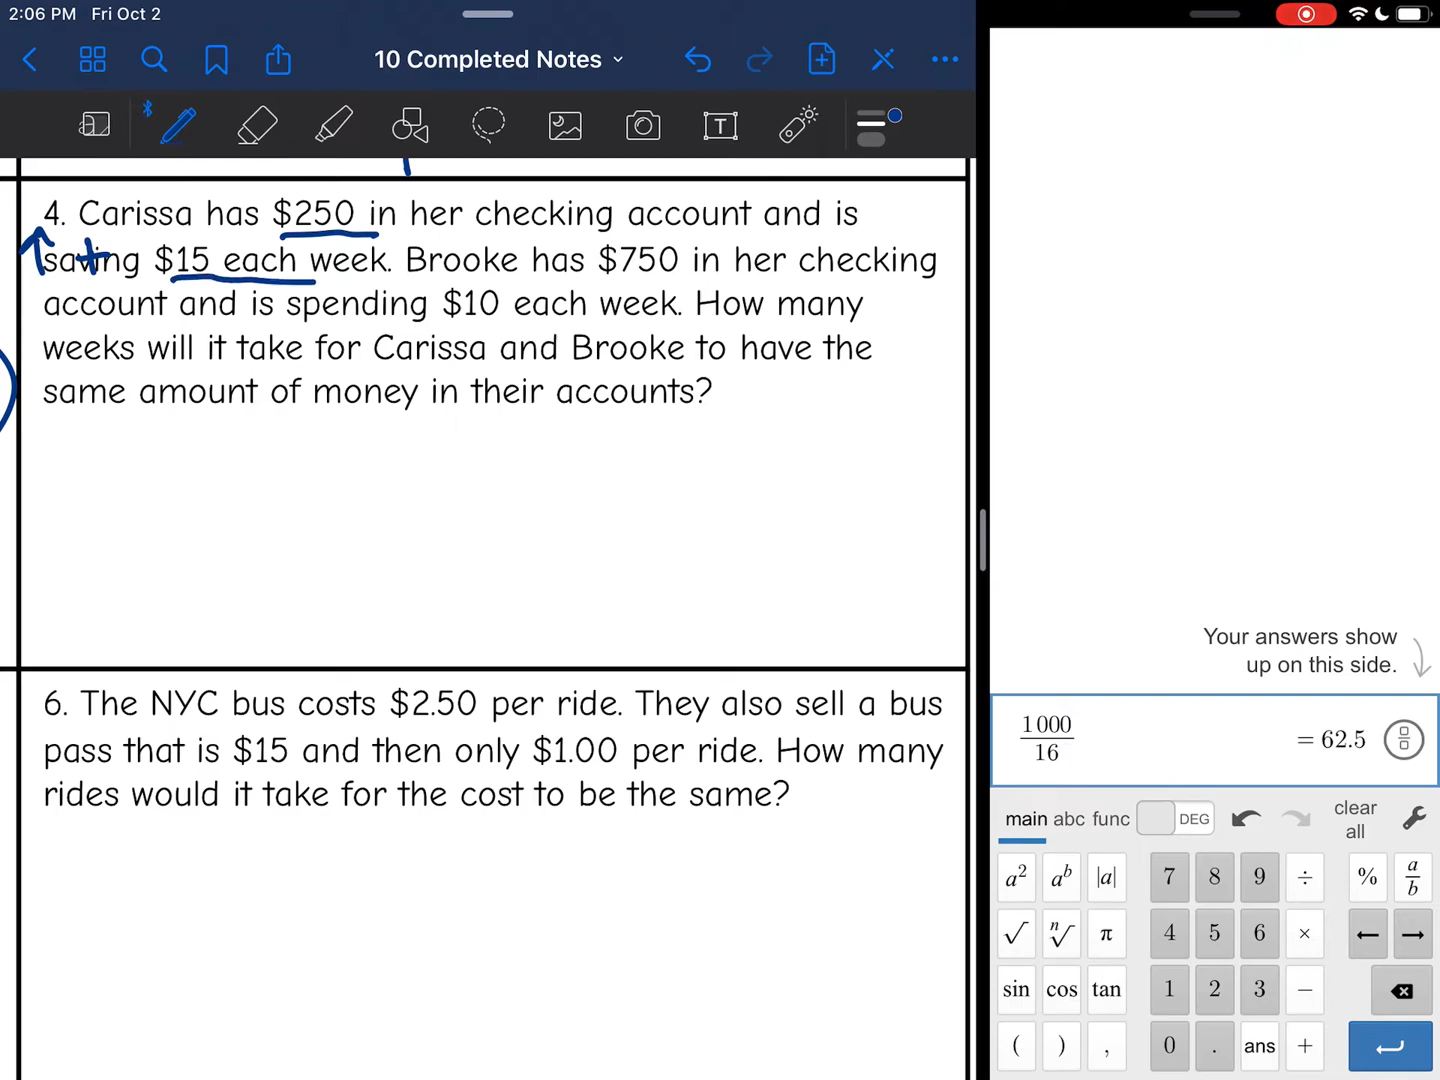 2:06 PM Fri Oct 2
10 Completed Notes
T
4. Carissa has $250 in her checking account and is
+
saving $15 each week. Brooke has $750 in her checking
account and is spending $10 each week. How many
weeks will it take for Carissa and Brooke to have the
same amount of money in their accounts?
6. The NYC bus costs $2.50 per ride. They also sell a bus
pass that is $15 and then only $1.00 per ride. How many
rides would it take for the cost to be the same?
Your answers show
up on this side.
1000/16 = 62.5
main abc func DEG clear all
a² aᵇ |a| 7 8 9 ÷ % a/b
√ ⁿ√ π 4 5 6 × ← →
sin cos tan 1 2 3 −
( ) , 0 . ans +